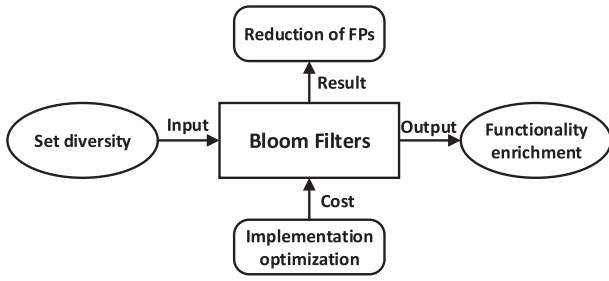 Reduction of FPs
Result
Set diversity
Input
Bloom Filters
Output
Functionality
enrichment
Cost
Implementation
optimization